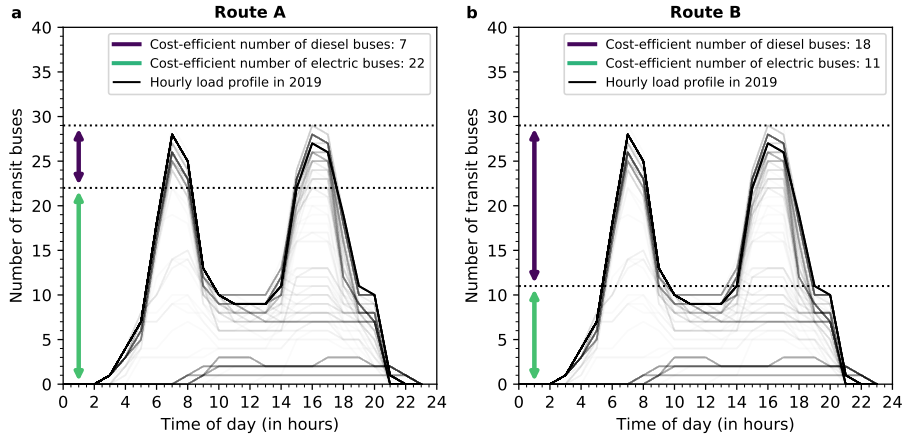 a
Route A
40
35
30
25
20
15
10
5
0
Number of transit buses
Cost-efficient number of diesel buses: 7
Cost-efficient number of electric buses: 22
Hourly load profile in 2019
0 2 4 6 8 10 12 14 16 18 20 22 24
Time of day (in hours)
b
Route B
40
35
30
25
20
15
10
5
0
Number of transit buses
Cost-efficient number of diesel buses: 18
Cost-efficient number of electric buses: 11
Hourly load profile in 2019
0 2 4 6 8 10 12 14 16 18 20 22 24
Time of day (in hours)